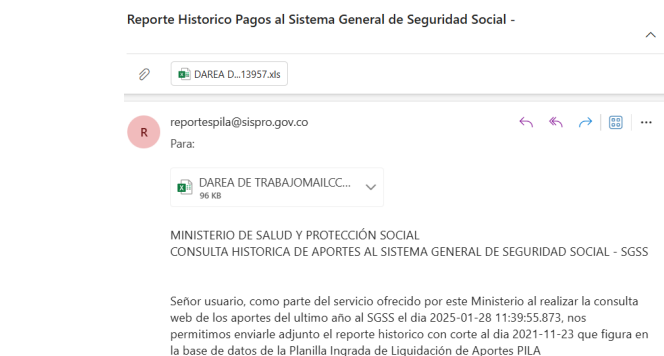 Reporte Historico Pagos al Sistema General de Seguridad Social -
DAREA D...13957.xls
R
reportespila@sispro.gov.co
Para:
DAREA DE TRABAJOMAILCC...
96 KB
MINISTERIO DE SALUD Y PROTECCIÓN SOCIAL
CONSULTA HISTORICA DE APORTES AL SISTEMA GENERAL DE SEGURIDAD SOCIAL - SGSS
Señor usuario, como parte del servicio ofrecido por este Ministerio al realizar la consulta
web de los aportes del ultimo año al SGSS el dia 2025-01-28 11:39:55.873, nos
permitimos enviarle adjunto el reporte historico con corte al dia 2021-11-23 que figura en
la base de datos de la Planilla Ingrada de Liquidación de Aportes PILA